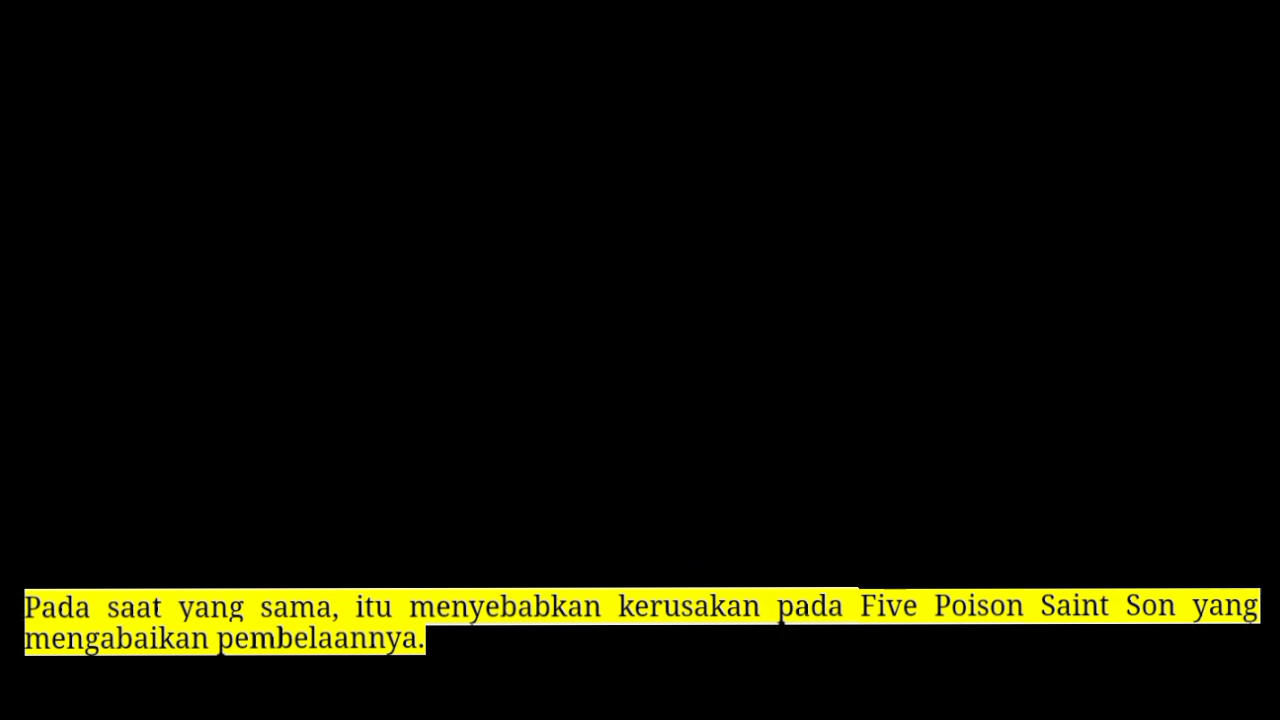 Pada saat yang sama, itu menyebabkan kerusakan pada Five Poison Saint Son yang
mengabaikan pembelaannya.